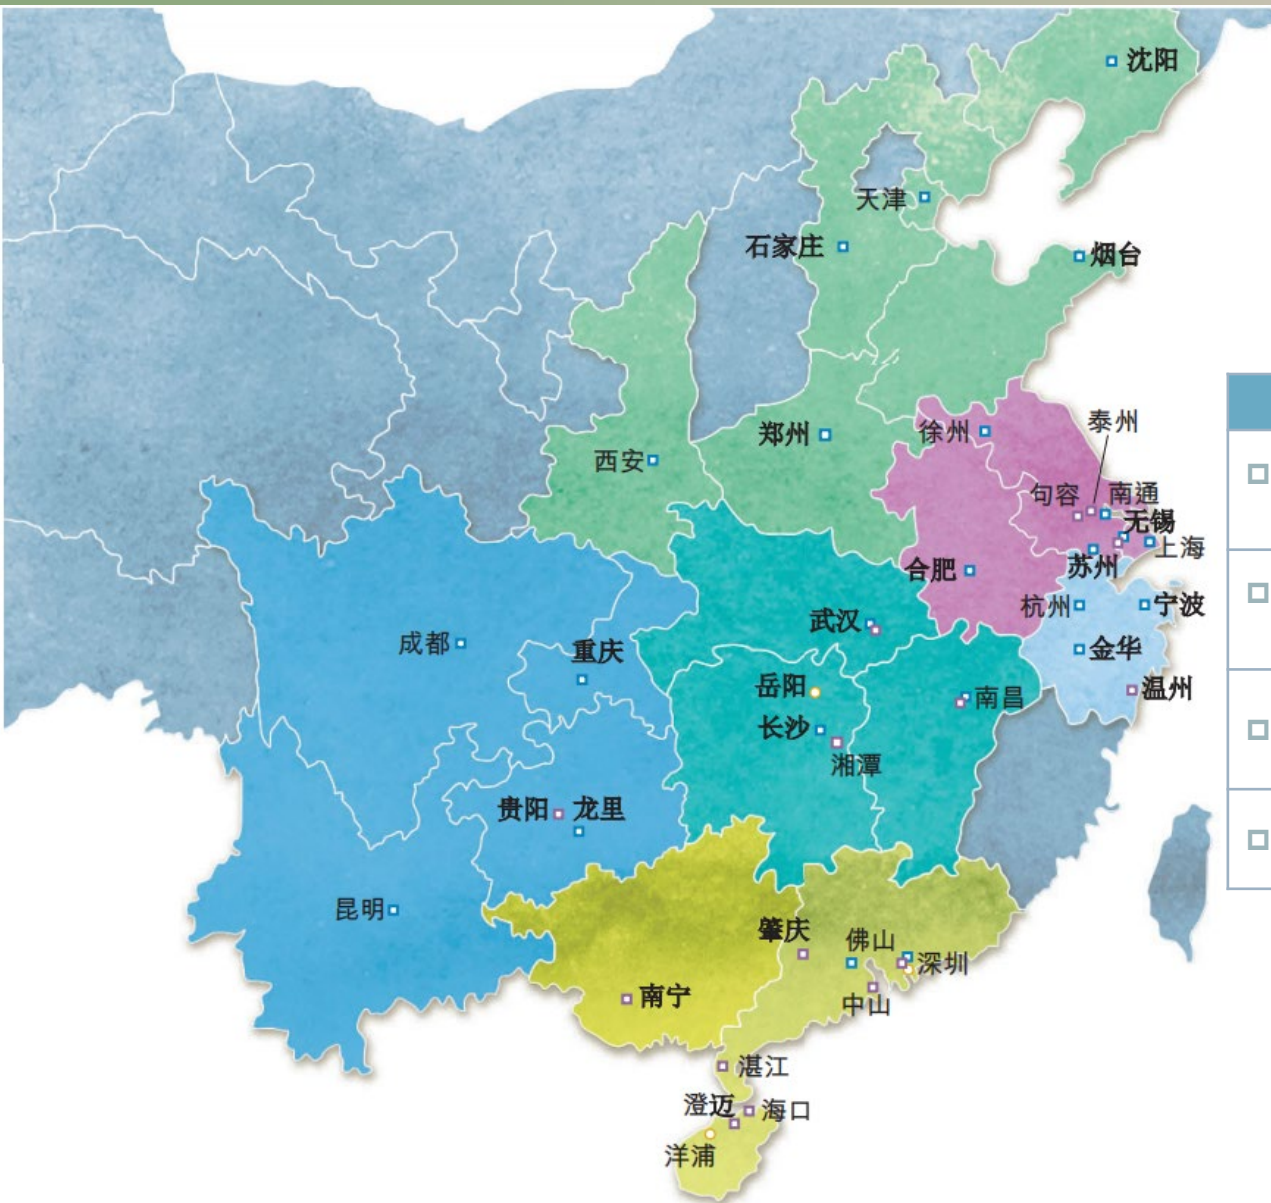 沈阳
天津
石家庄
烟台
泰州
徐州
郑州
西安
句容
南通
无锡
上海
苏州
合肥
杭州
宁波
武汉
成都
重庆
金华
岳阳
温州
南昌
长沙
湘潭
贵阳
龙里
昆明
肇庆
佛山
深圳
南宁
中山
湛江
澄迈
海口
洋浦